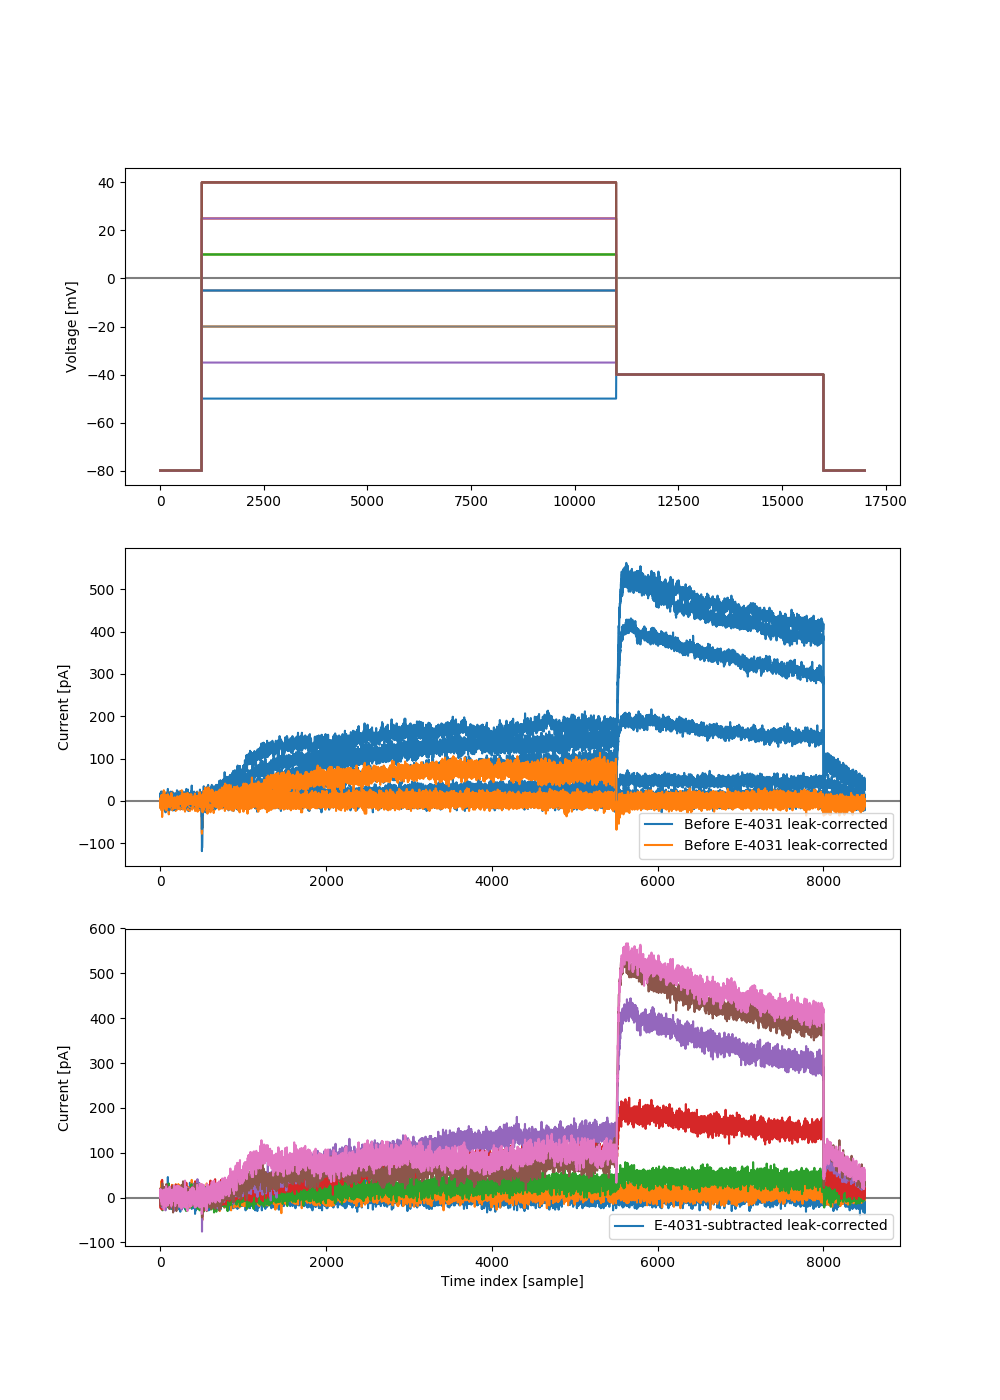 40
20
0
−20
−40
−60
−80
Voltage [mV]
0 2500 5000 7500 10000 12500 15000 17500
500
400
300
200
100
0
−100
Current [pA]
Before E-4031 leak-corrected
Before E-4031 leak-corrected
0 2000 4000 6000 8000
600
500
400
300
200
100
0
−100
Current [pA]
E-4031-subtracted leak-corrected
0 2000 4000 6000 8000
Time index [sample]